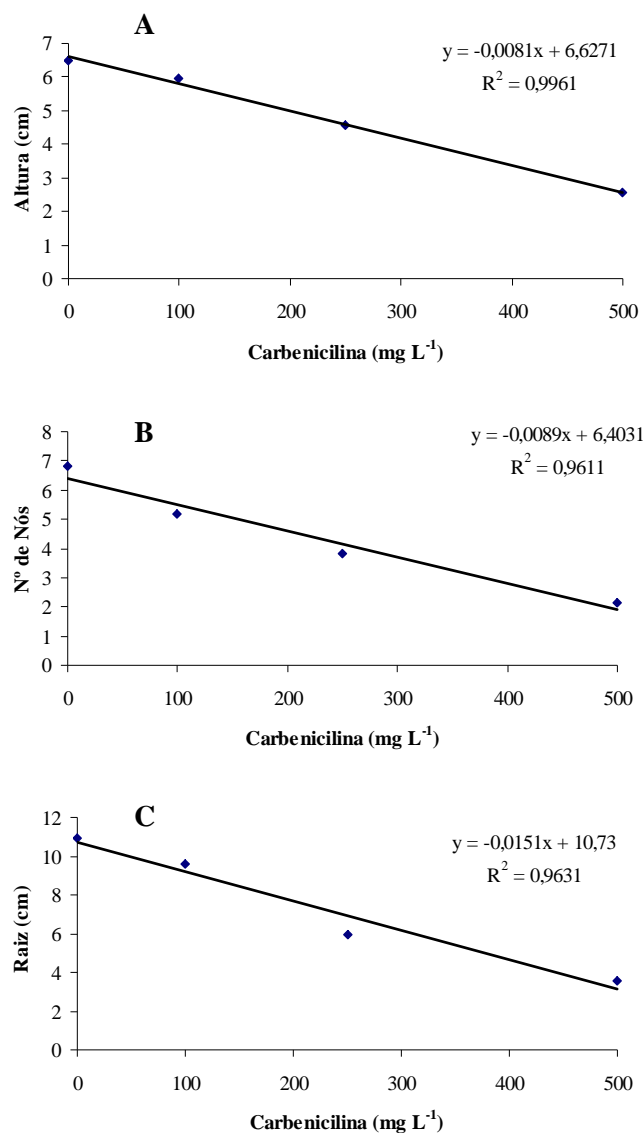 A
y = -0,0081x + 6,6271
R² = 0,9961
7
6
5
4
3
2
1
0
Altura (cm)
0 100 200 300 400 500
Carbenicilina (mg L⁻¹)
B
y = -0,0089x + 6,4031
R² = 0,9611
8
7
6
5
4
3
2
1
0
Nº de Nós
0 100 200 300 400 500
Carbenicilina (mg L⁻¹)
C
y = -0,0151x + 10,73
R² = 0,9631
12
10
8
6
4
2
0
Raiz (cm)
0 100 200 300 400 500
Carbenicilina (mg L⁻¹)